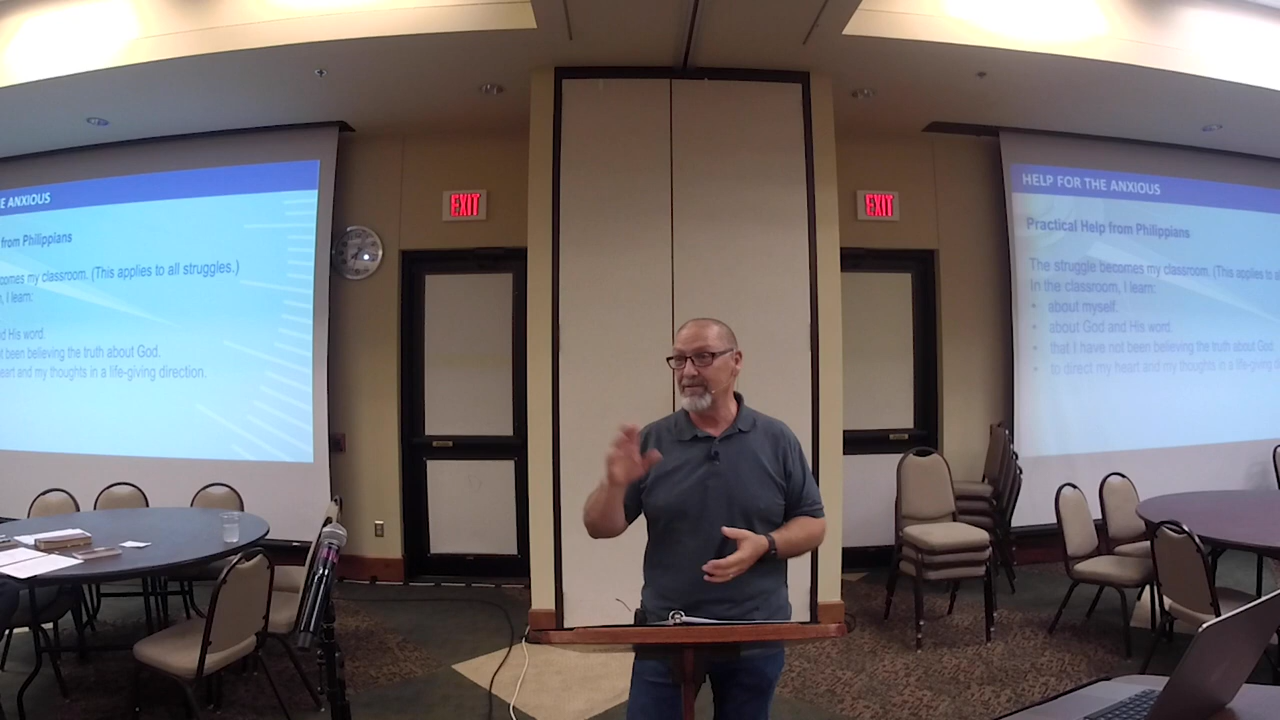 E ANXIOUS
from Philippians
comes my classroom. (This applies to all struggles.)
, I learn:
d His word.
t been believing the truth about God.
eart and my thoughts in a life-giving direction.
EXIT
EXIT
HELP FOR THE ANXIOUS
Practical Help from Philippians
The struggle becomes my classroom. (This applies to al
In the classroom, I learn:
• about myself.
• about God and His word.
• that I have not been believing the truth about God.
• to direct my heart and my thoughts in a life-giving d